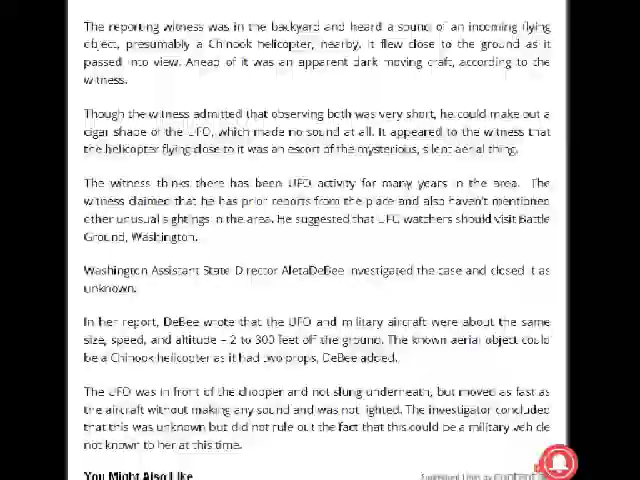 The reporting witness was in the backyard and heard a sound of an incoming flying
object, presumably a Chinook helicopter, nearby. It flew close to the ground as it
passed into view. Ahead of it was an apparent dark moving craft, according to the
witness.
Though the witness admitted that observing both was very short, he could make out a
cigar shape of the UFO, which made no sound at all. It appeared to the witness that
the helicopter flying close to it was an escort of the mysterious, silent aerial thing.
The witness thinks there has been UFO activity for many years in the area. The
witness claimed that he has prior reports from the place and also haven't mentioned
other unusual sightings in the area. He suggested that UFO watchers should visit Battle
Ground, Washington.
Washington Assistant State Director AletaDeBee investigated the case and closed it as
unknown.
In her report, DeBee wrote that the UFO and military aircraft were about the same
size, speed, and altitude – 2 to 300 feet off the ground. The known aerial object could
be a Chinook helicopter as it had two props, DeBee added.
The UFO was in front of the chopper and not slung underneath, but moved as fast as
the aircraft without making any sound and was not lighted. The investigator concluded
that this was unknown but did not rule out the fact that this could be a military vehicle
not known to her at this time.
You Might Also Like